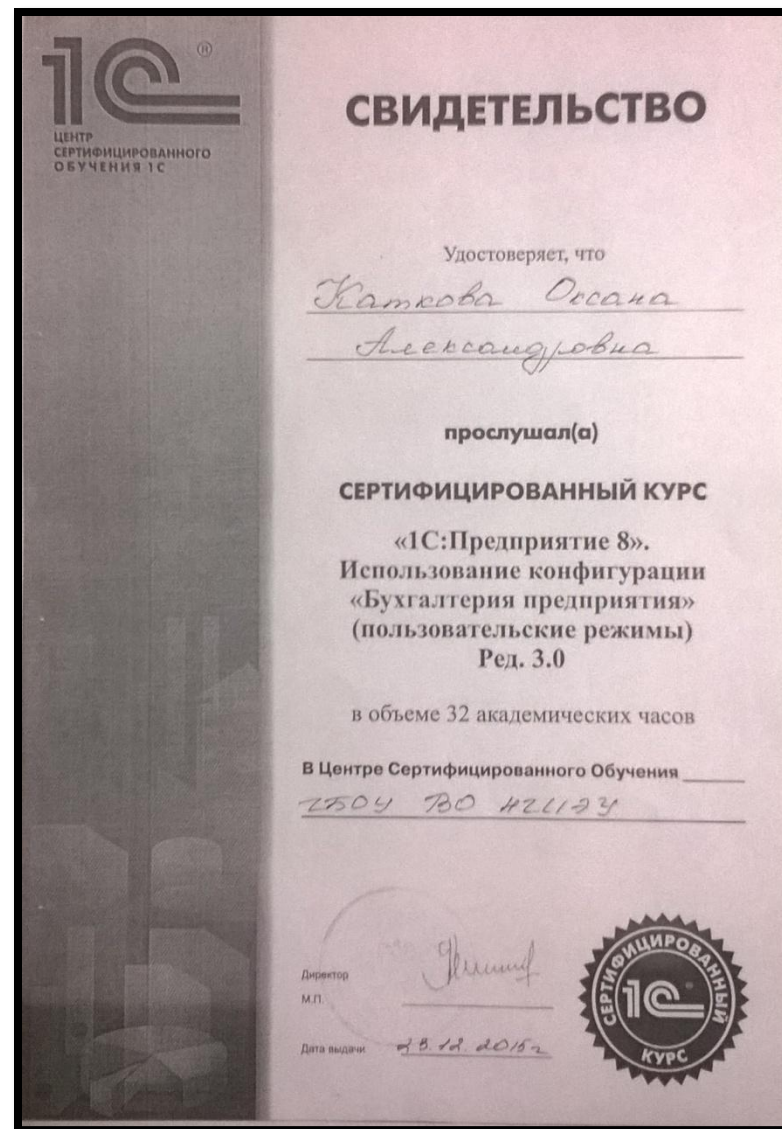 1С®
ЦЕНТР
СЕРТИФИЦИРОВАННОГО
ОБУЧЕНИЯ 1С
СВИДЕТЕЛЬСТВО
Удостоверяет, что
Каткова Оксана
Александровна
прослушал(а)
СЕРТИФИЦИРОВАННЫЙ КУРС
«1С:Предприятие 8».
Использование конфигурации
«Бухгалтерия предприятия»
(пользовательские режимы)
Ред. 3.0
в объеме 32 академических часов
В Центре Сертифицированного Обучения
ГБОУ ВО НГИЭУ
Директор
М.П.
Дата выдачи 23.12.2015г
СЕРТИФИЦИРОВАННЫЙ
1С
КУРС